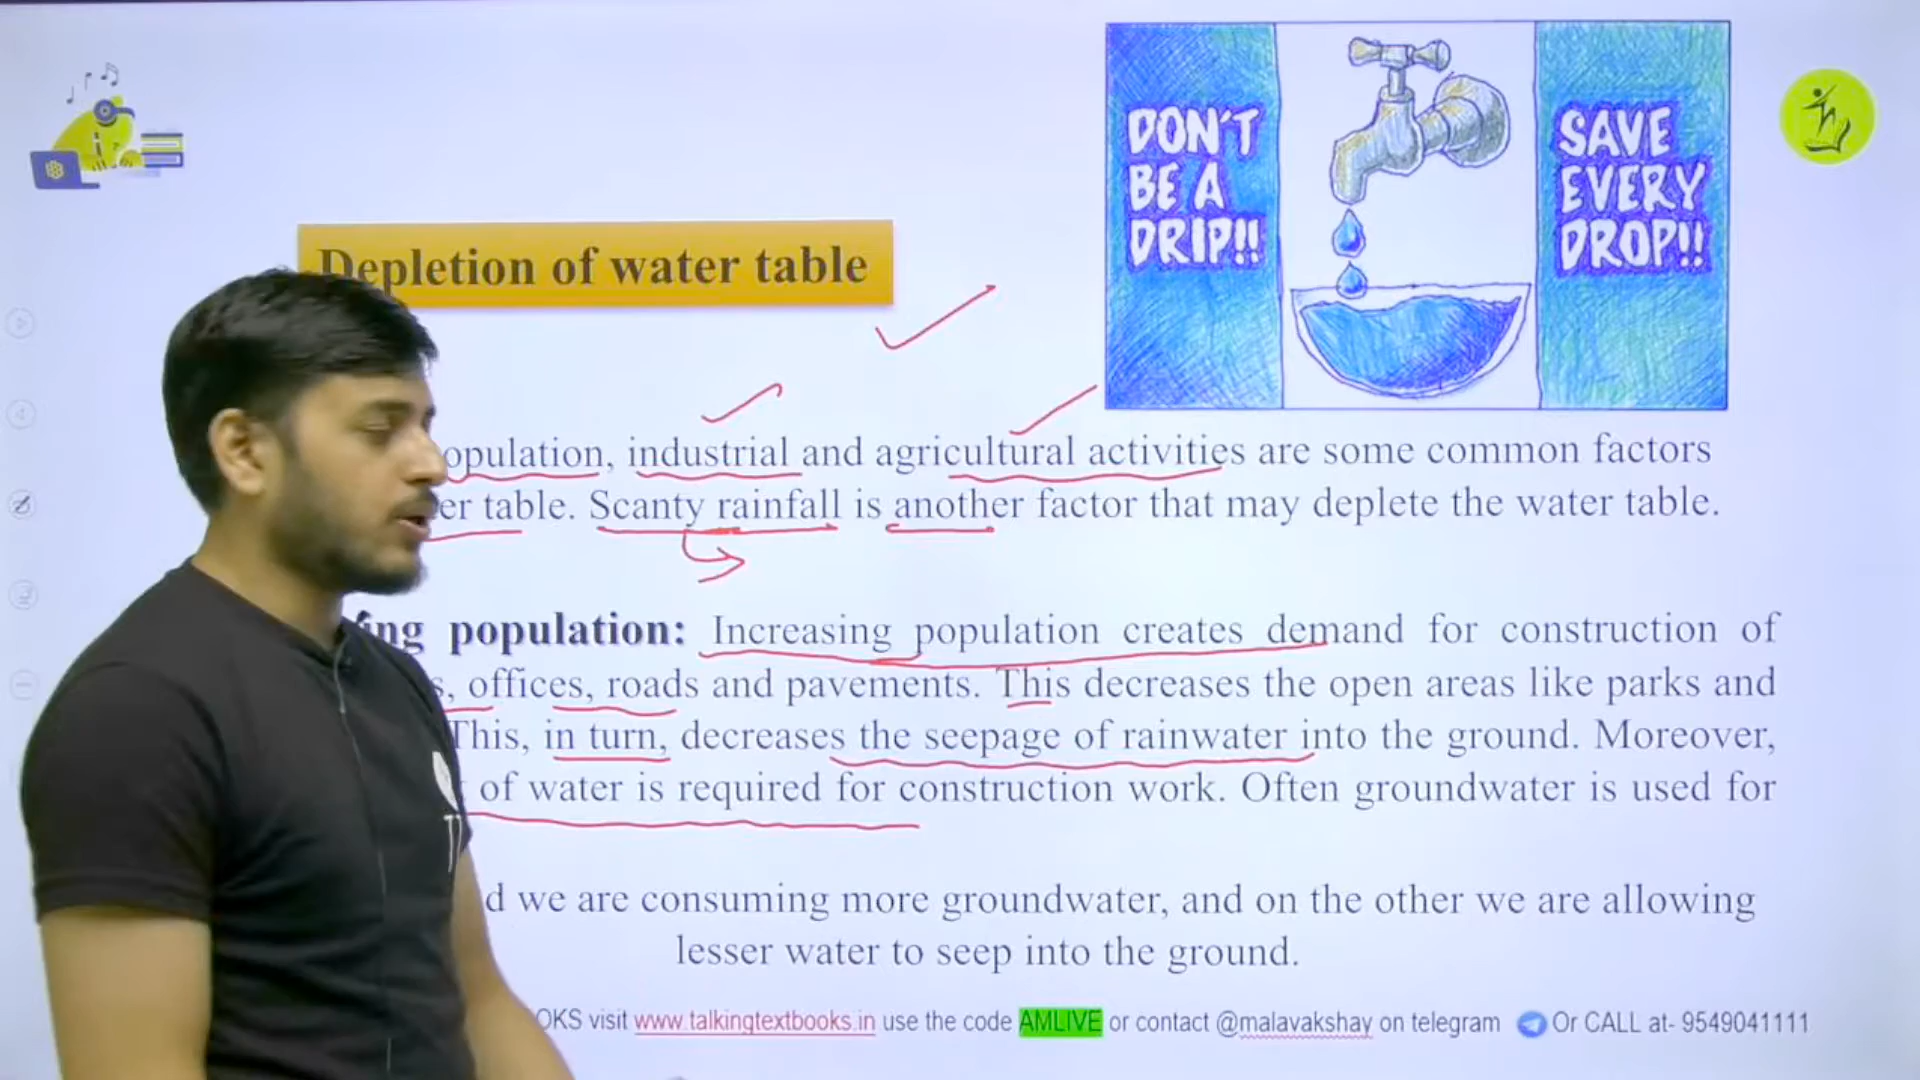 DON'T
BE A
DRIP!!
SAVE
EVERY
DROP!!
Depletion of water table
opulation, industrial and agricultural activities are some common factors
er table. Scanty rainfall is another factor that may deplete the water table.
ing population: Increasing population creates demand for construction of
s, offices, roads and pavements. This decreases the open areas like parks and
This, in turn, decreases the seepage of rainwater into the ground. Moreover,
of water is required for construction work. Often groundwater is used for
d we are consuming more groundwater, and on the other we are allowing
lesser water to seep into the ground.
OKS visit www.talkingtextbooks.in use the code AMLIVE or contact @malavakshay on telegram Or CALL at- 9549041111